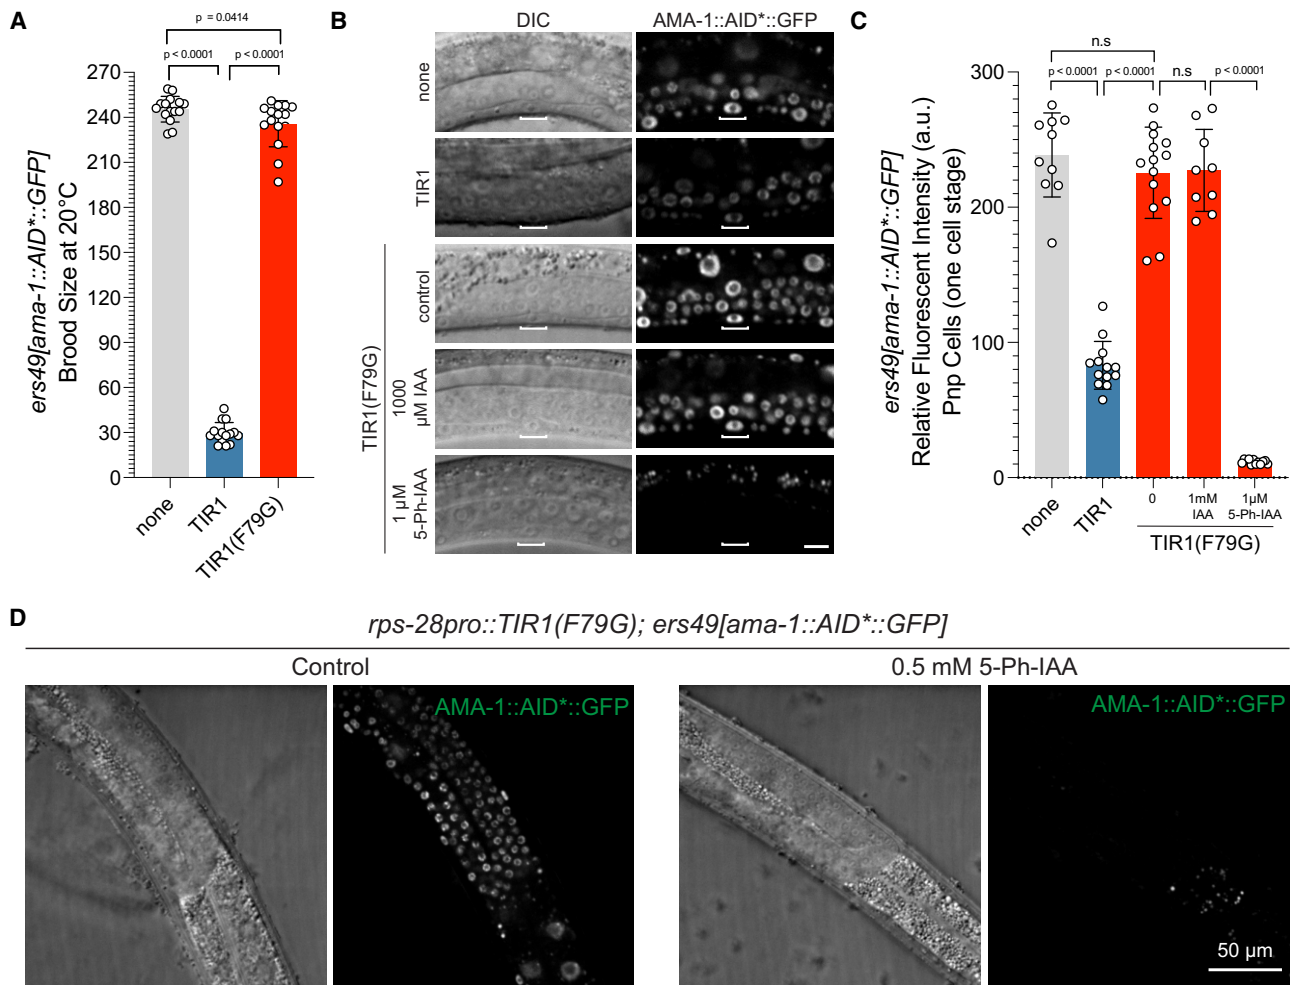 A
p = 0.0414
p < 0.0001
p < 0.0001
ers49[ama-1::AID*::GFP]
Brood Size at 20°C
270
240
210
180
150
120
90
60
30
0
none
TIR1
TIR1(F79G)
B
DIC
AMA-1::AID*::GFP
none
TIR1
TIR1(F79G)
control
1000
µM IAA
1 µM
5-Ph-IAA
C
n.s
p < 0.0001
p < 0.0001
n.s
p < 0.0001
ers49[ama-1::AID*::GFP]
Relative Fluorescent Intensity (a.u.)
Pnp Cells (one cell stage)
300
200
100
0
none
TIR1
0
1mM
IAA
1µM
5-Ph-IAA
TIR1(F79G)
D
rps-28pro::TIR1(F79G); ers49[ama-1::AID*::GFP]
Control
0.5 mM 5-Ph-IAA
AMA-1::AID*::GFP
AMA-1::AID*::GFP
50 µm